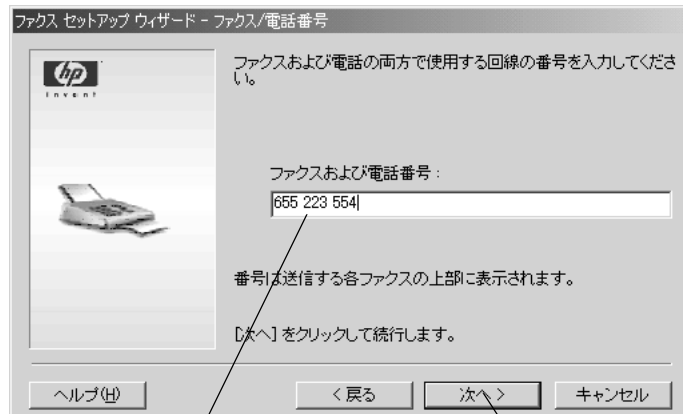 ファクス セットアップ ウィザード - ファクス/電話番号
hp
invent
ファクスおよび電話の両方で使用する回線の番号を入力してくださ
い。
ファクスおよび電話番号:
655 223 554
番号は送信する各ファクスの上部に表示されます。
[次へ] をクリックして続行します。
ヘルプ(H)
< 戻る
次へ >
キャンセル